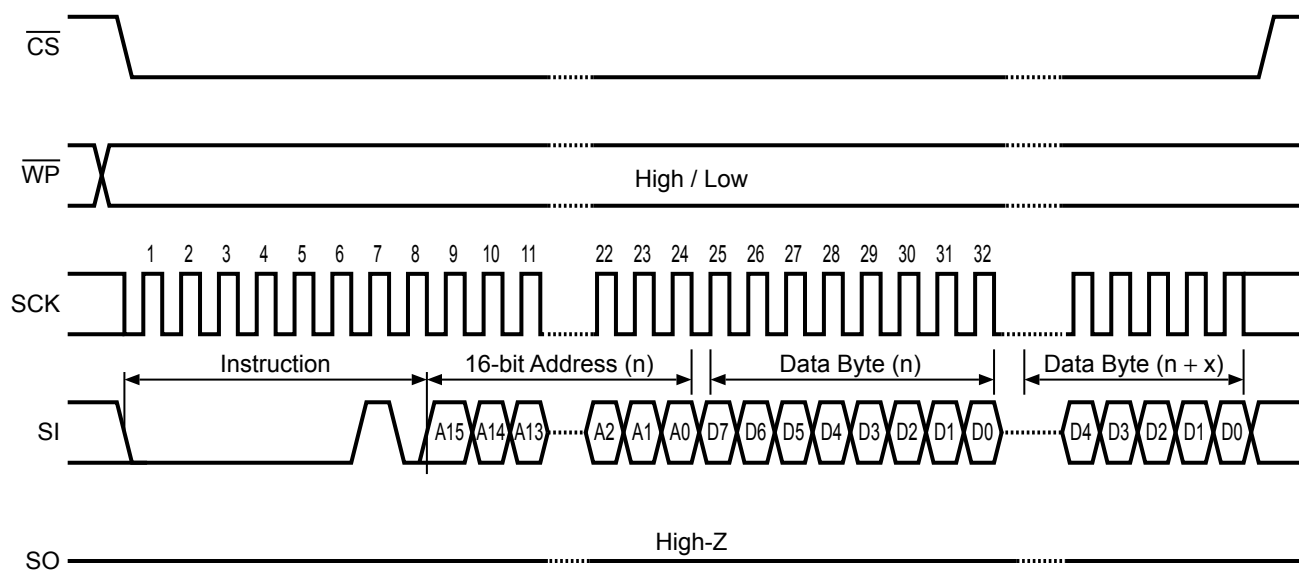 CS
WP
High / Low
1 2 3 4 5 6 7 8 9 10 11 22 23 24 25 26 27 28 29 30 31 32
SCK
Instruction 16-bit Address (n) Data Byte (n) Data Byte (n + x)
SI A15 A14 A13 A2 A1 A0 D7 D6 D5 D4 D3 D2 D1 D0 D4 D3 D2 D1 D0
High-Z
SO